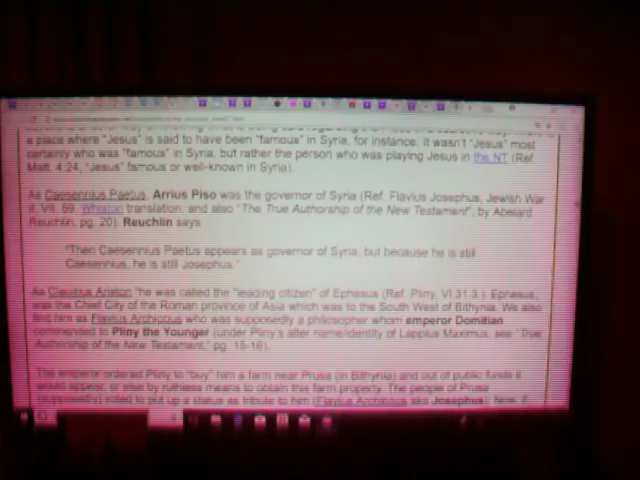 a place where "Jesus" is said to have been "famous" in Syria, for instance. It wasn't "Jesus" most
certainly who was "famous" in Syria, but rather the person who was playing Jesus in the NT (Ref.
Matt. 4:24, "Jesus" famous or well-known in Syria).
As Caesennius Paetus, Arrius Piso was the governor of Syria (Ref. Flavius Josephus, Jewish War
VII, 59, Whiston translation, and also "The True Authorship of the New Testament", by Abelard
Reuchlin, pg. 20). Reuchlin says
"Then Caesennius Paetus appears as governor of Syria, but because he is still
Caesennius, he is still Josephus."
As Claudius Ariston "he was called the "leading citizen" of Ephesus (Ref. Pliny, VI.31.3.). Ephesus,
was the Chief City of the Roman province of Asia which was to the South West of Bithynia. We also
find him as Flavius Archippus who was supposedly a philosopher whom emperor Domitian
commended to Pliny the Younger (under Pliny's alter name/identity of Lappius Maximus, see "True
Authorship of the New Testament," pg. 15-16).
The emperor ordered Pliny to "buy" him a farm near Prusa (in Bithynia) and out of public funds it
would appear, or else by ruthless means to obtain this farm property. The people of Prusa
(supposedly) voted to put up a statue as tribute to him (Flavius Archippus aka Josephus). Now, if